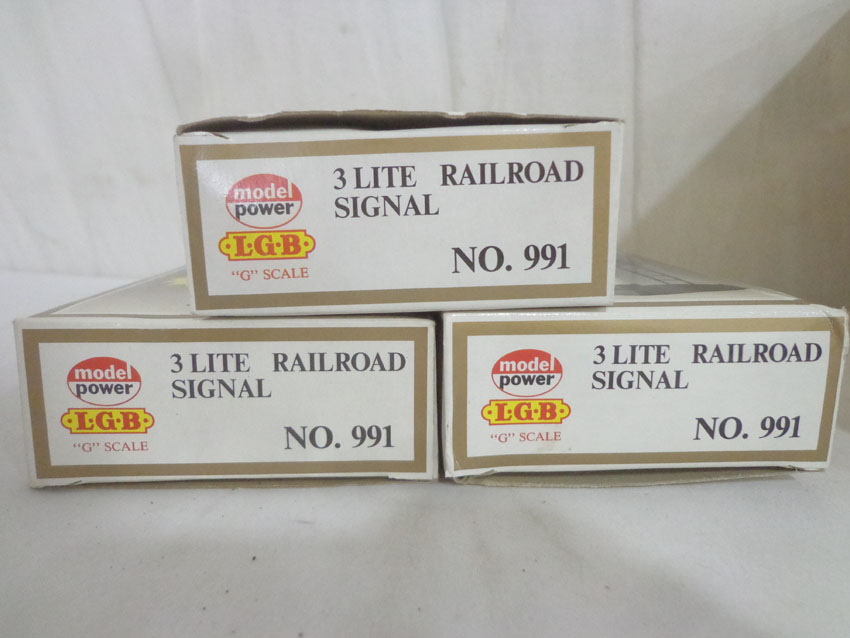 model
power
L·G·B
"G" SCALE
3 LITE RAILROAD
SIGNAL
NO. 991
model
power
L·G·B
"G" SCALE
3 LITE RAILROAD
SIGNAL
NO. 991
model
power
L·G·B
"G" SCALE
3 LITE RAILROAD
SIGNAL
NO. 991